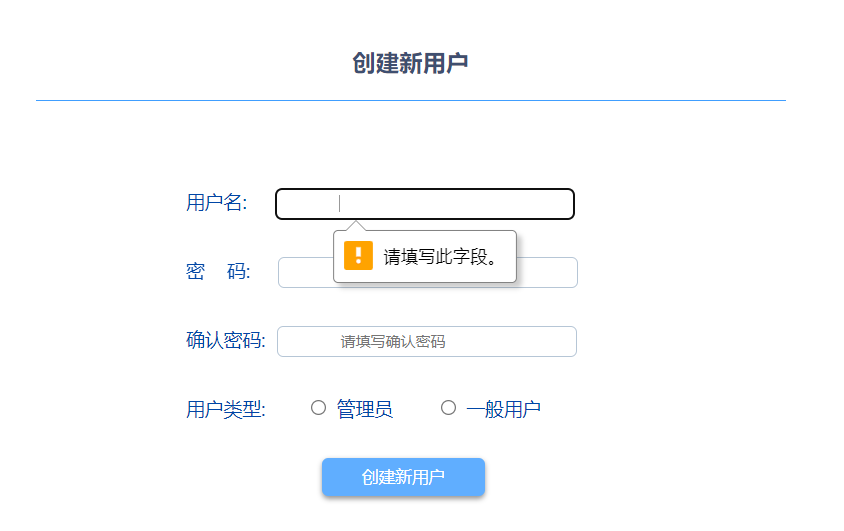 创建新用户
用户名:
请填写此字段。
密 码:
确认密码: 请填写确认密码
用户类型: 管理员 一般用户
创建新用户